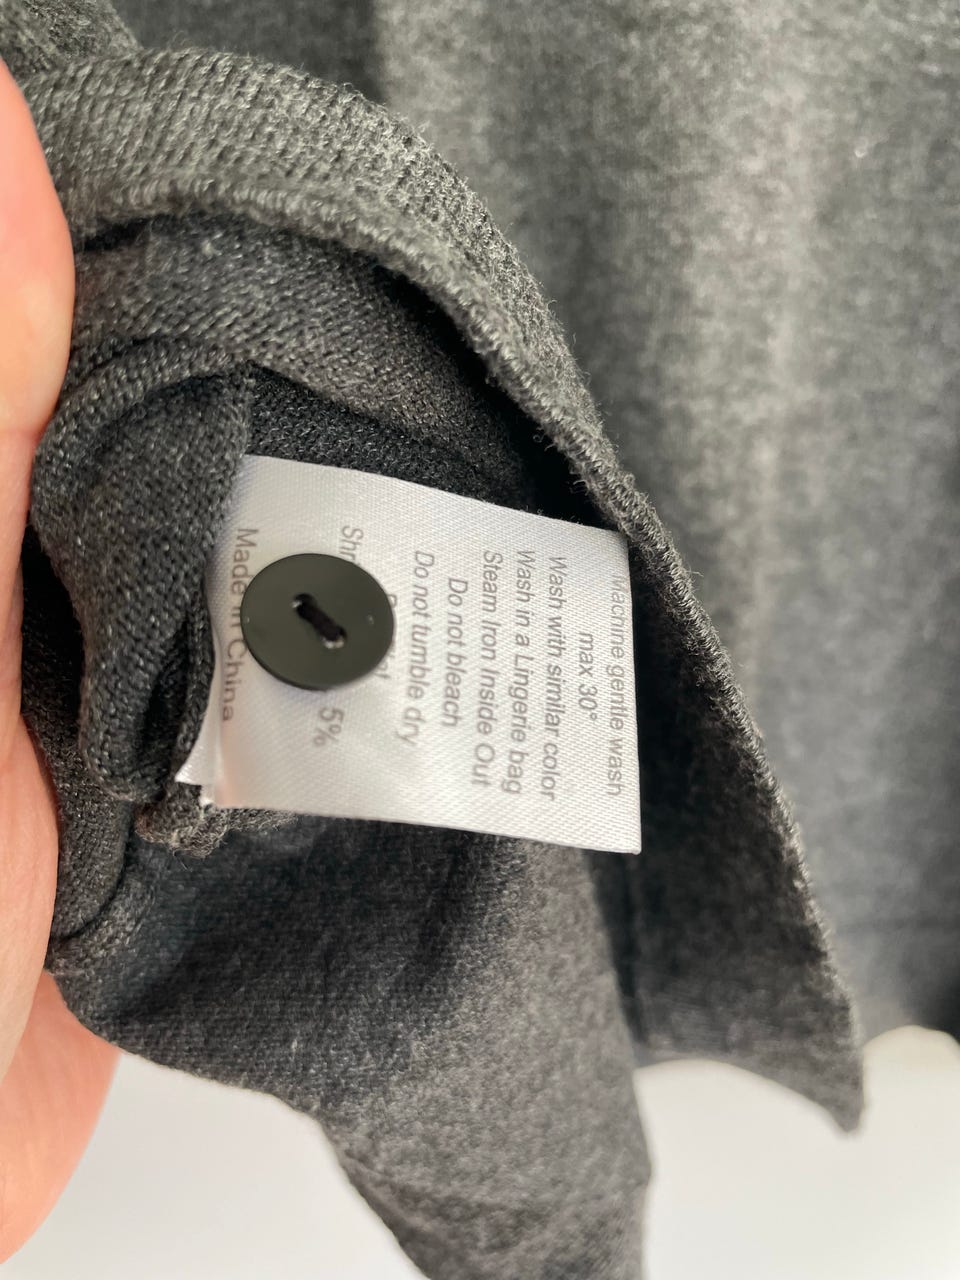 Machine gentle wash
max 30°
Wash with similar color
Wash in a Lingerie bag
Steam Iron Inside Out
Do not bleach
Do not tumble dry
5%
Made in China